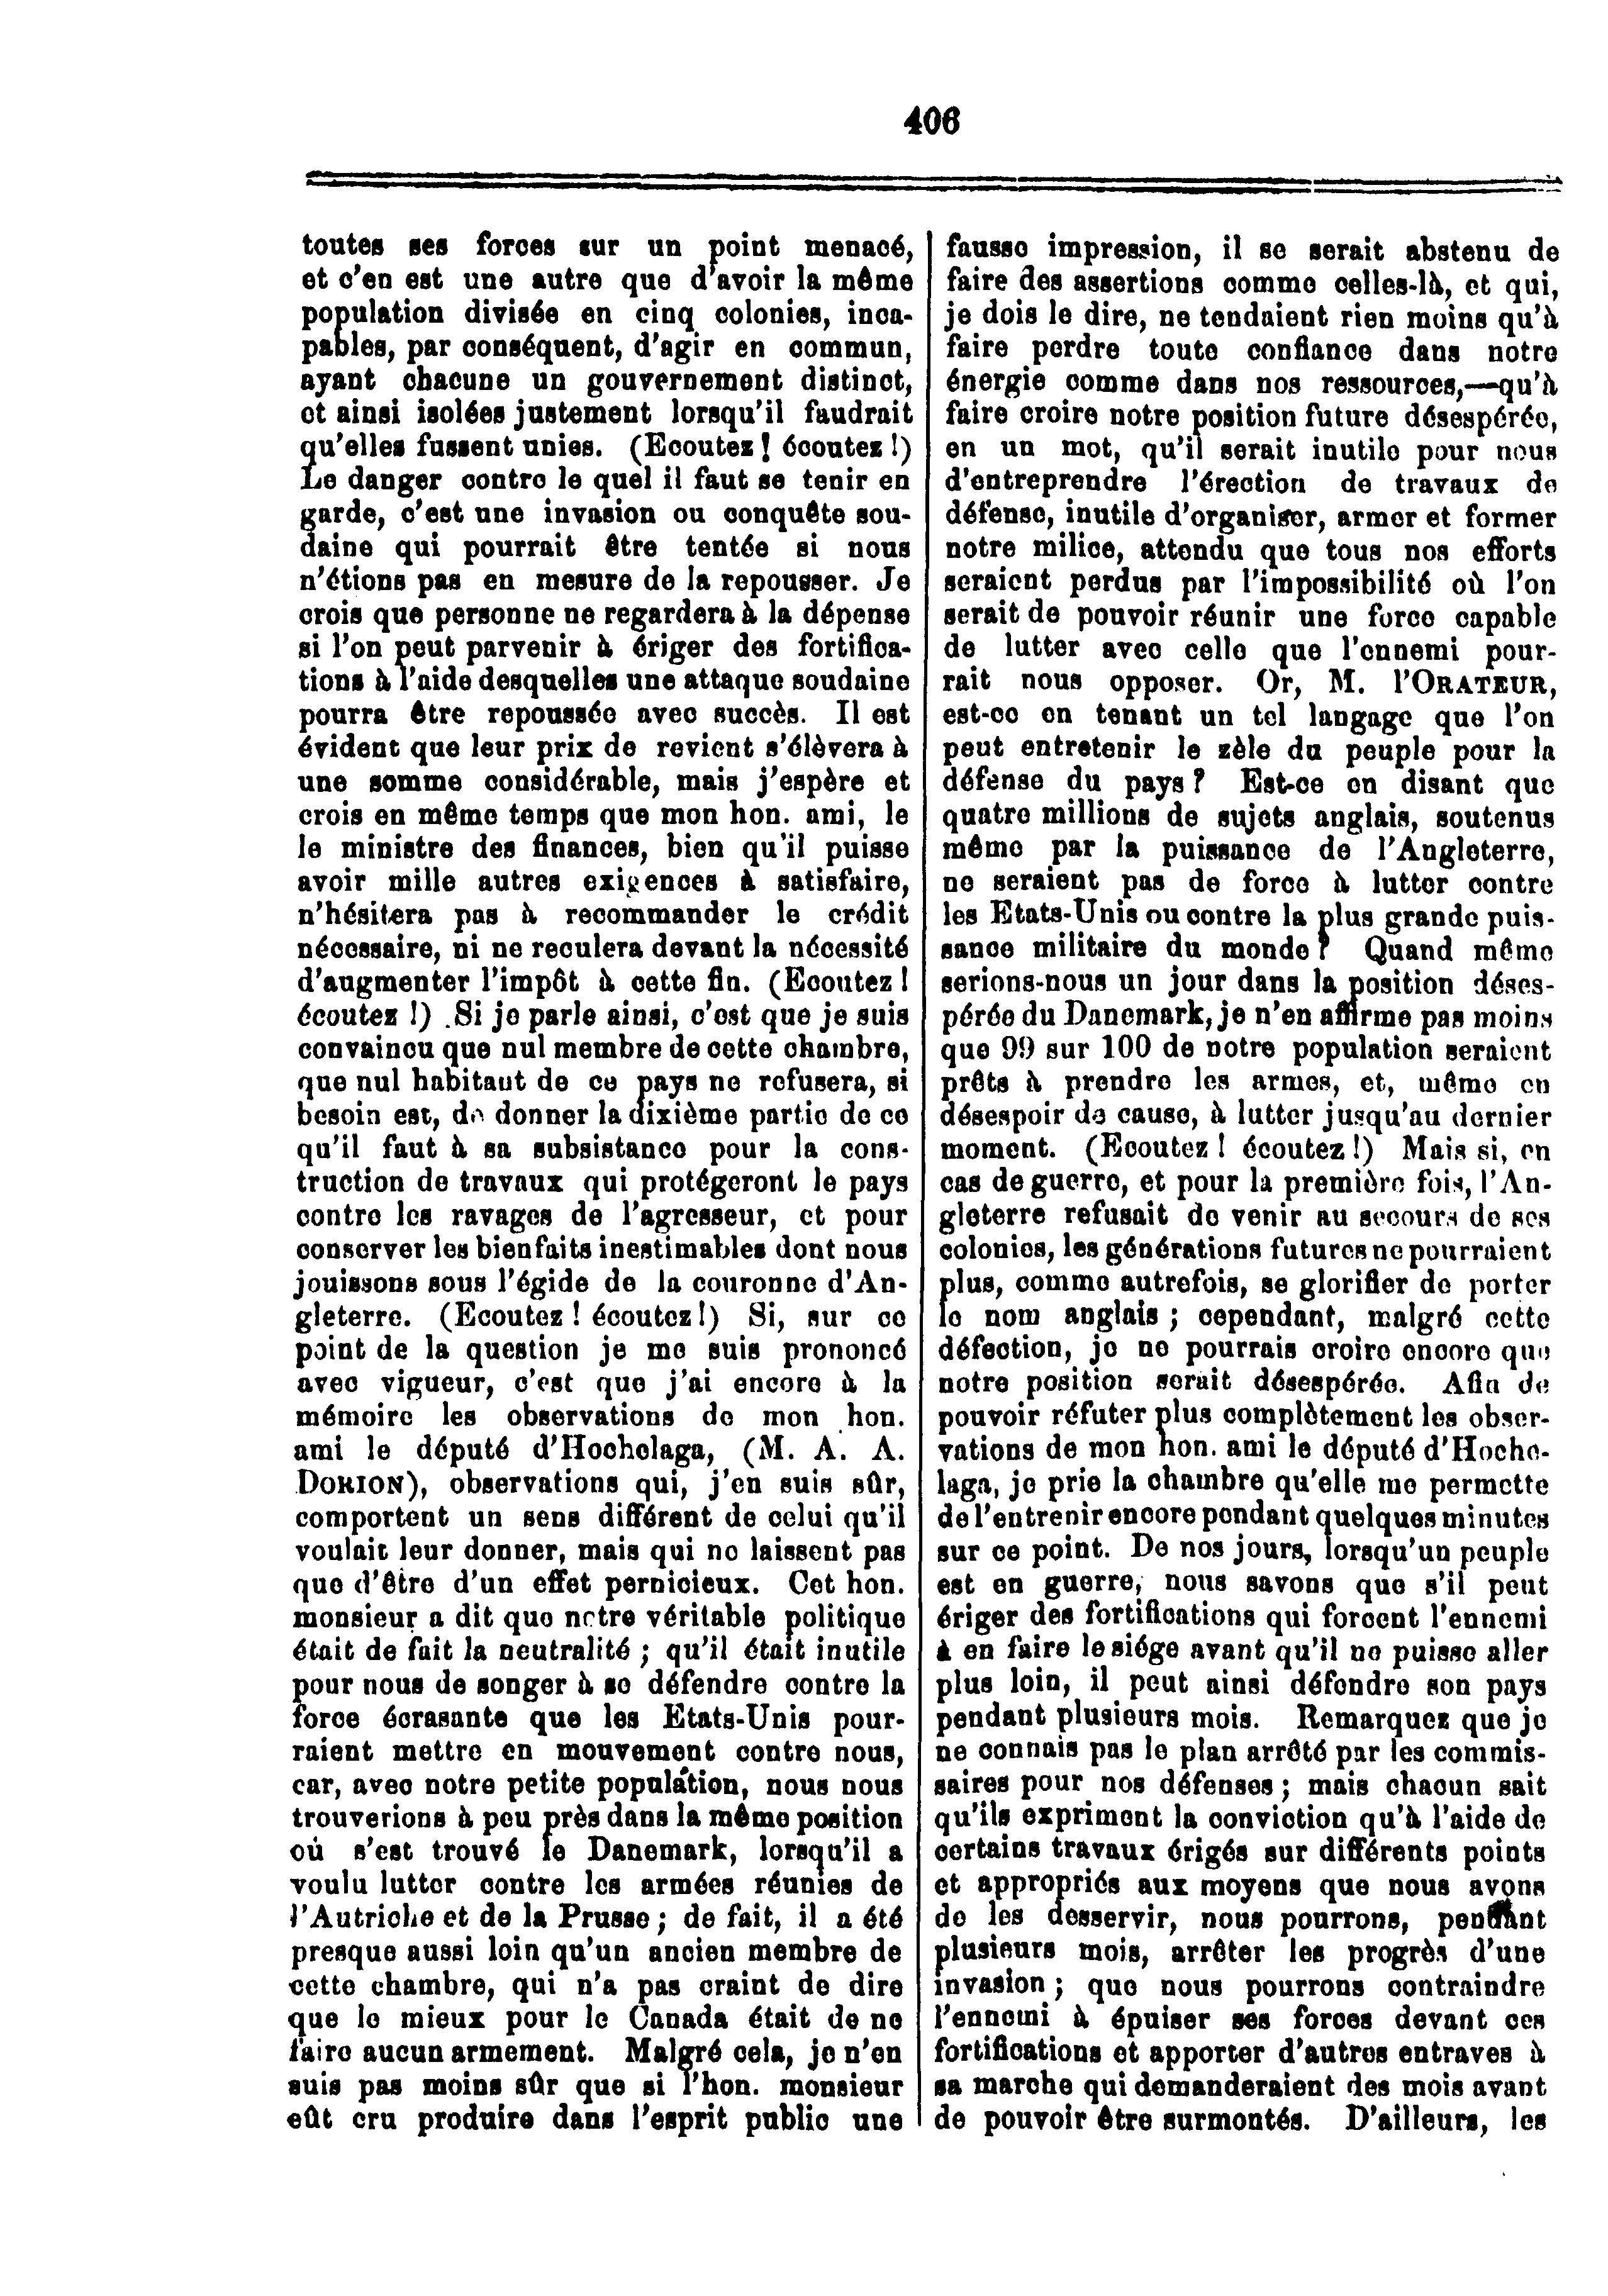 406
toutes ses forces sur un point menacé,
et c'en est une autre que d'avoir la même
population divisée en cinq colonies, inca-
pables, par conséquent, d'agir en commun,
ayant chacune un gouvernement distinct,
et ainsi isolées justement lorsqu'il faudrait
qu'elles fussent unies. (Ecoutez ! écoutez !)
Le danger contre le quel il faut se tenir en
garde, c'est une invasion ou conquête sou-
daine qui pourrait être tentée si nous
n'étions pas en mesure de la repousser. Je
crois que personne ne regardera à la dépense
si l'on peut parvenir à ériger des fortifica-
tions à l'aide desquelles une attaque soudaine
pourra être repoussée avec succès. Il est
évident que leur prix de revient s'élèvera à
une somme considérable, mais j'espère et
crois en même temps que mon hon. ami, le
le ministre des finances, bien qu'il puisse
avoir mille autres exigences à satisfaire,
n'hésitera pas à recommander le crédit
nécessaire, ni ne reculera devant la nécessité
d'augmenter l'impôt à cette fin. (Ecoutez !
écoutez !) Si je parle ainsi, c'est que je suis
convaincu que nul membre de cette chambre,
que nul habitant de ce pays ne refusera, si
besoin est, de donner la dixième partie de ce
qu'il faut à sa subsistance pour la cons-
truction de travaux qui protégeront le pays
contre les ravages de l'agresseur, et pour
conserver les bienfaits inestimables dont nous
jouissons sous l'égide de la couronne d'An-
gleterre. (Ecoutez ! écoutez !) Si, sur ce
point de la question je me suis prononcé
avec vigueur, c'est que j'ai encore à la
mémoire les observations de mon hon.
ami le député d'Hochelaga, (M. A. A.
DORION), observations qui, j'en suis sûr,
comportent un sens différent de celui qu'il
voulait leur donner, mais qui ne laissent pas
que d'être d'un effet pernicieux. Cet hon.
monsieur a dit que notre véritable politique
était de fait la neutralité ; qu'il était inutile
pour nous de songer à se défendre contre la
force écrasante que les Etats-Unis pour-
raient mettre en mouvement contre nous,
car, avec notre petite population, nous nous
trouverions à peu près dans la même position
où s'est trouvé le Danemark, lorsqu'il a
voulu lutter contre les armées réunies de
l'Autriche et de la Prusse ; de fait, il a été
presque aussi loin qu'un ancien membre de
cette chambre, qui n'a pas craint de dire
que le mieux pour le Canada était de ne
faire aucun armement. Malgré cela, je n'en
suis pas moins sûr que si l'hon. monsieur
eût cru produire dans l'esprit public une
fausse impression, il se serait abstenu de
faire des assertions comme celles-là, et qui,
je dois le dire, ne tendaient rien moins qu'à
faire perdre toute confiance dans notre
énergie comme dans nos ressources,—qu'à
faire croire notre position future désespérée,
en un mot, qu'il serait inutile pour nous
d'entreprendre l'érection de travaux de
défense, inutile d'organiser, armer et former
notre milice, attendu que tous nos efforts
seraient perdus par l'impossibilité où l'on
serait de pouvoir réunir une force capable
de lutter avec celle que l'ennemi pour-
rait nous opposer. Or, M. l'ORATEUR,
est-ce en tenant un tel langage que l'on
peut entretenir le zèle du peuple pour la
défense du pays ? Est-ce en disant que
quatre millions de sujets anglais, soutenus
même par la puissance de l'Angleterre,
ne seraient pas de force à lutter contre
les Etats-Unis ou contre la plus grande puis-
sance militaire du monde ? Quand même
serions-nous un jour dans la position déses-
pérée du Danemark, je n'en affirme pas moins
que 99 sur 100 de notre population seraient
prêts à prendre les armes, et, même en
désespoir de cause, à lutter jusqu'au dernier
moment. (Ecoutez ! écoutez !) Mais si, en
cas de guerre, et pour la première fois, l'An-
gleterre refusait de venir au secours de ses
colonies, les générations futures ne pourraient
plus, comme autrefois, se glorifier de porter
le nom anglais ; cependant, malgré cette
défection, je ne pourrais croire encore que
notre position serait désespérée. Afin de
pouvoir réfuter plus complètement les obser-
vations de mon hon. ami le député d'Hoche-
laga, je prie la chambre qu'elle me permette
de l'entrenir encore pendant quelques minutes
sur ce point. De nos jours, lorsqu'un peuple
est en guerre, nous savons que s'il peut
ériger des fortifications qui forcent l'ennemi
à en faire le siége avant qu'il ne puisse aller
plus loin, il peut ainsi défendre son pays
pendant plusieurs mois. Remarquez que je
ne connais pas le plan arrêté par les commis-
saires pour nos défenses ; mais chacun sait
qu'ils expriment la conviction qu'à l'aide de
certains travaux érigés sur différents points
et appropriés aux moyens que nous avons
de les desservir, nous pourrons, pendant
plusieurs mois, arrêter les progrès d'une
invasion ; que nous pourrons contraindre
l'ennemi à épuiser ses forces devant ces
fortifications et apporter d'autres entraves à
sa marche qui demanderaient des mois avant
de pouvoir être surmontés. D'ailleurs, les